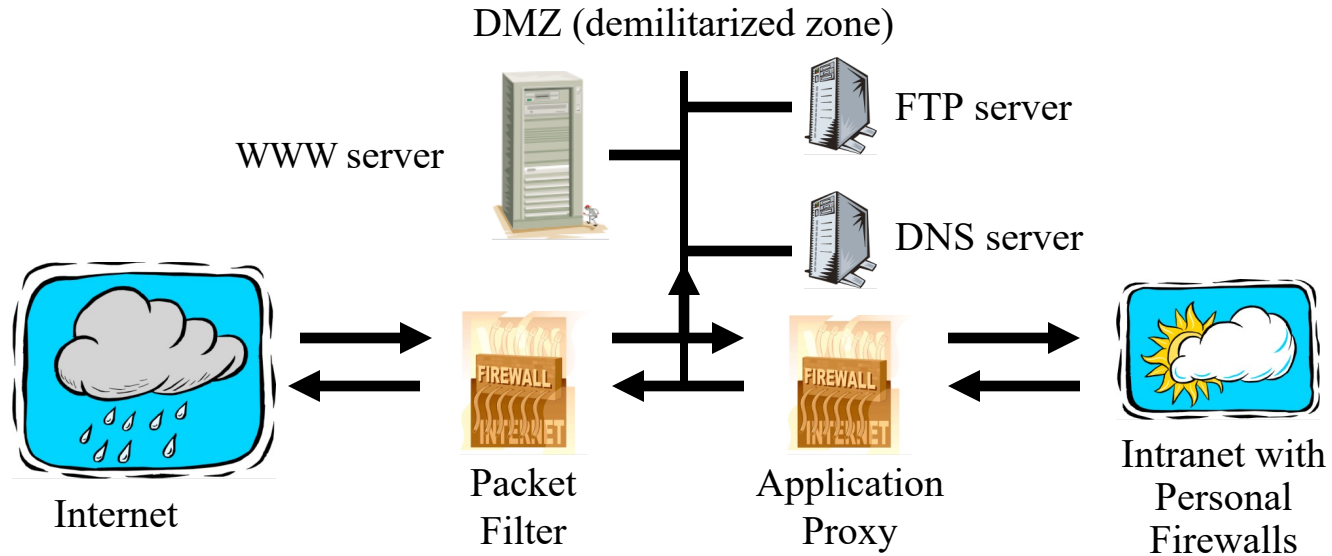 DMZ (demilitarized zone)
WWW server
FTP server
DNS server
FIREWALL
INTERNET
FIREWALL
INTERNET
Internet
Packet
Filter
Application
Proxy
Intranet with
Personal
Firewalls